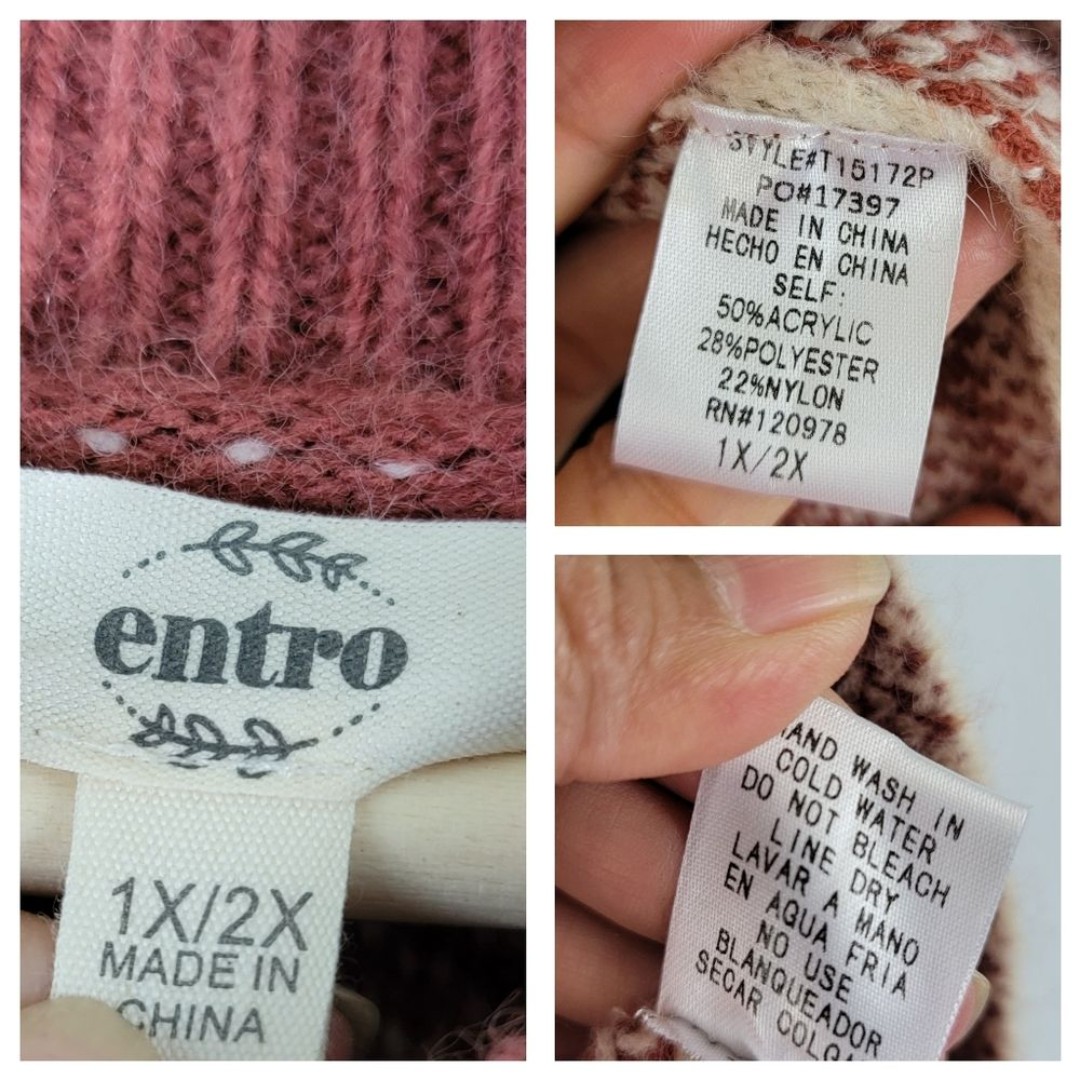 entro
1X/2X
MADE IN
CHINA
STYLE#T15172P
PO#17397
MADE IN CHINA
HECHO EN CHINA
SELF:
50%ACRYLIC
28%POLYESTER
22%NYLON
RN#120978
1X/2X
HAND WASH IN
COLD WATER
DO NOT BLEACH
LINE DRY
LAVAR A MANO
EN AGUA FRIA
NO USE
BLANQUEADOR
SECAR